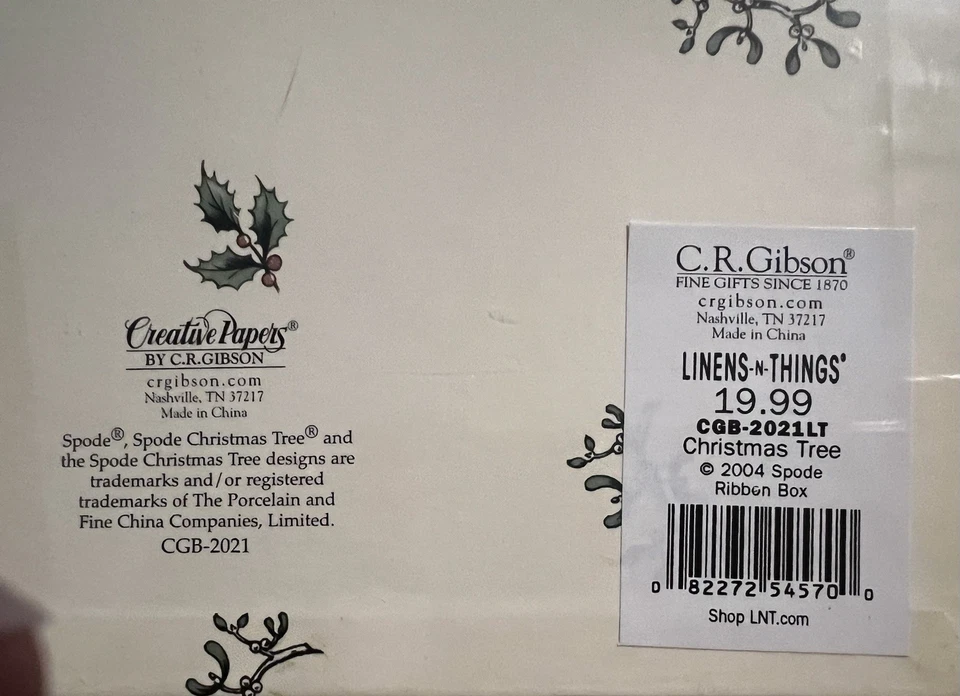 Creative Papers®
BY C.R.GIBSON
crgibson.com
Nashville, TN 37217
Made in China
Spode®, Spode Christmas Tree® and
the Spode Christmas Tree designs are
trademarks and/or registered
trademarks of The Porcelain and
Fine China Companies, Limited.
CGB-2021
C.R.Gibson®
FINE GIFTS SINCE 1870
crgibson.com
Nashville, TN 37217
Made in China
LINENS-N-THINGS®
19.99
CGB-2021LT
Christmas Tree
© 2004 Spode
Ribbon Box
0 82272 54570 0
Shop LNT.com